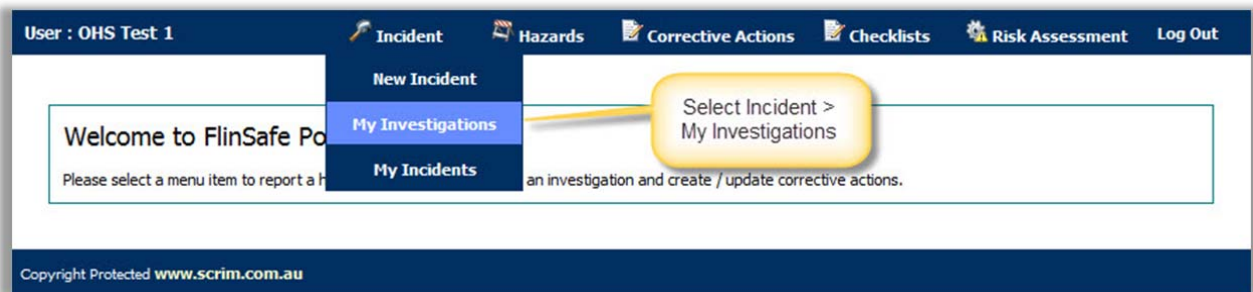 User : OHS Test 1 Incident Hazards Corrective Actions Checklists Risk Assessment Log Out
New Incident
My Investigations
My Incidents
Select Incident >
My Investigations
Welcome to FlinSafe Po
Please select a menu item to report a h an investigation and create / update corrective actions.
Copyright Protected www.scrim.com.au